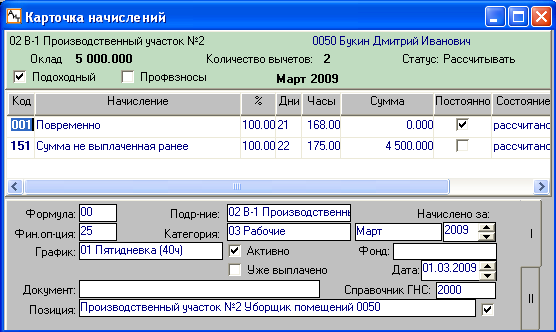 Карточка начислений
02 В-1 Производственный участок №2 0050 Букин Дмитрий Иванович
Оклад 5 000.000 Количество вычетов: 2 Статус: Рассчитывать
Подоходный Профвзносы Март 2009
Код Начисление % Дни Часы Сумма Постоянно Состояние
001 Повременно 100.00 21 168.00 0.000 рассчитано
151 Сумма не выплаченная ранее 100.00 22 175.00 4 500.000 рассчитано
Формула: 00 Подр-ние: 02 В-1 Производственны Начислено за:
Фин.оп-ция: 25 Категория: 03 Рабочие Март 2009
График: 01 Пятидневка (40ч) Активно Фонд:
Уже выплачено Дата: 01.03.2009
Документ: Справочник ГНС: 2000
Позиция: Производственный участок №2 Уборщик помещений 0050
I
II